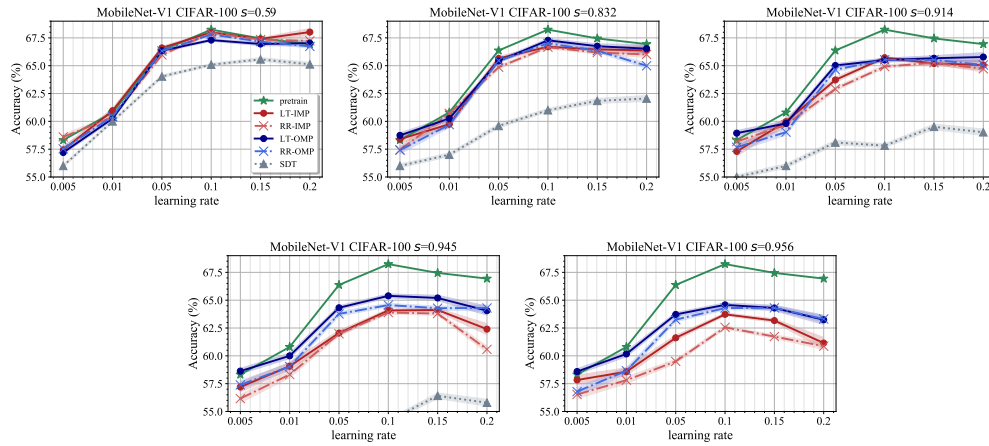 MobileNet-V1 CIFAR-100 s=0.59
Accuracy (%)
67.5
65.0
62.5
60.0
57.5
55.0
pretrain
LT-IMP
RR-IMP
LT-OMP
RR-OMP
SDT
0.005 0.01 0.05 0.1 0.15 0.2
learning rate
MobileNet-V1 CIFAR-100 s=0.832
Accuracy (%)
67.5
65.0
62.5
60.0
57.5
55.0
0.005 0.01 0.05 0.1 0.15 0.2
learning rate
MobileNet-V1 CIFAR-100 s=0.914
Accuracy (%)
67.5
65.0
62.5
60.0
57.5
55.0
0.005 0.01 0.05 0.1 0.15 0.2
learning rate
MobileNet-V1 CIFAR-100 s=0.945
Accuracy (%)
67.5
65.0
62.5
60.0
57.5
55.0
0.005 0.01 0.05 0.1 0.15 0.2
learning rate
MobileNet-V1 CIFAR-100 s=0.956
Accuracy (%)
67.5
65.0
62.5
60.0
57.5
55.0
0.005 0.01 0.05 0.1 0.15 0.2
learning rate